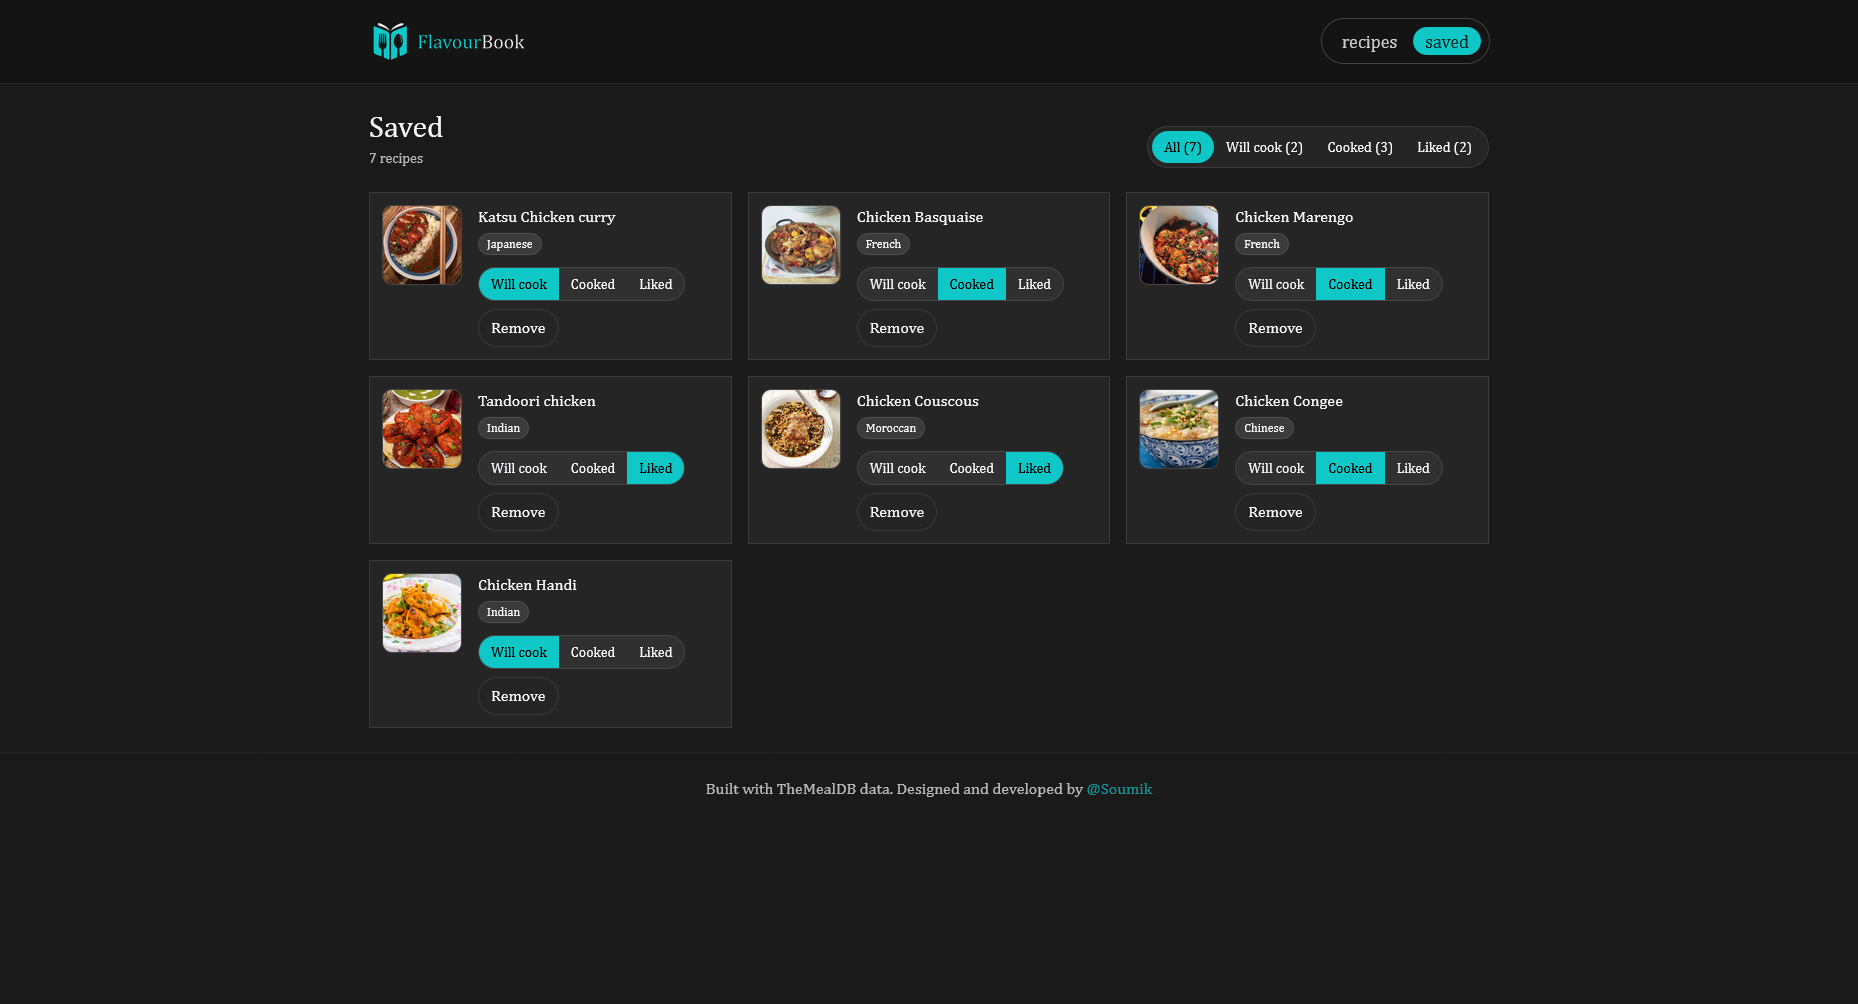 FlavourBook
recipes saved
Saved
7 recipes
All (7) Will cook (2) Cooked (3) Liked (2)
Katsu Chicken curry
Japanese
Will cook Cooked Liked
Remove
Chicken Basquaise
French
Will cook Cooked Liked
Remove
Chicken Marengo
French
Will cook Cooked Liked
Remove
Tandoori chicken
Indian
Will cook Cooked Liked
Remove
Chicken Couscous
Moroccan
Will cook Cooked Liked
Remove
Chicken Congee
Chinese
Will cook Cooked Liked
Remove
Chicken Handi
Indian
Will cook Cooked Liked
Remove
Built with TheMealDB data. Designed and developed by @Soumik